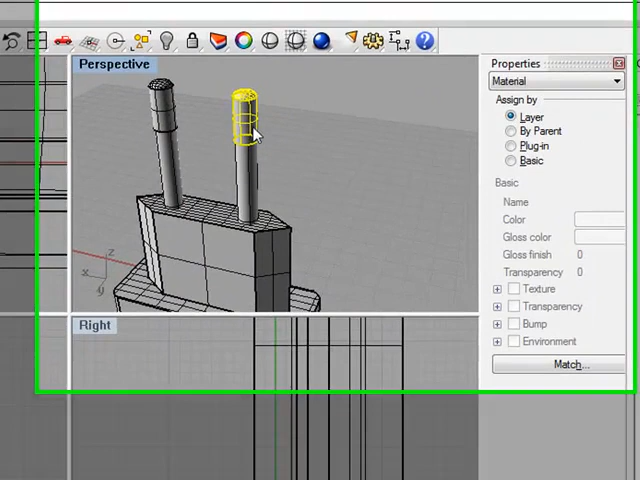 Perspective
Properties
Material
Assign by
Layer
By Parent
Plug-in
Basic
Basic
Name
Color
Gloss color
Gloss finish 0
Transparency 0
Texture
Transparency
Bump
Environment
Match...
z
x
y
Right